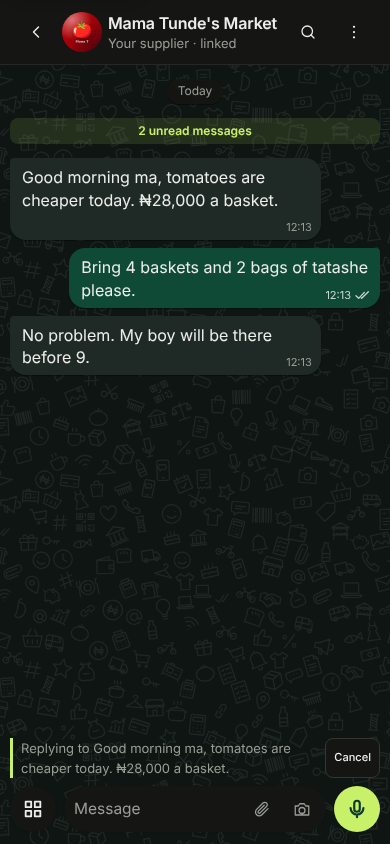 Mama Tunde's Market
Your supplier · linked
Today
2 unread messages
Good morning ma, tomatoes are
cheaper today. ₦28,000 a basket.
12:13
Bring 4 baskets and 2 bags of tatashe
please.
12:13
No problem. My boy will be there
before 9.
12:13
Replying to Good morning ma, tomatoes are
cheaper today. ₦28,000 a basket.
Cancel
Message